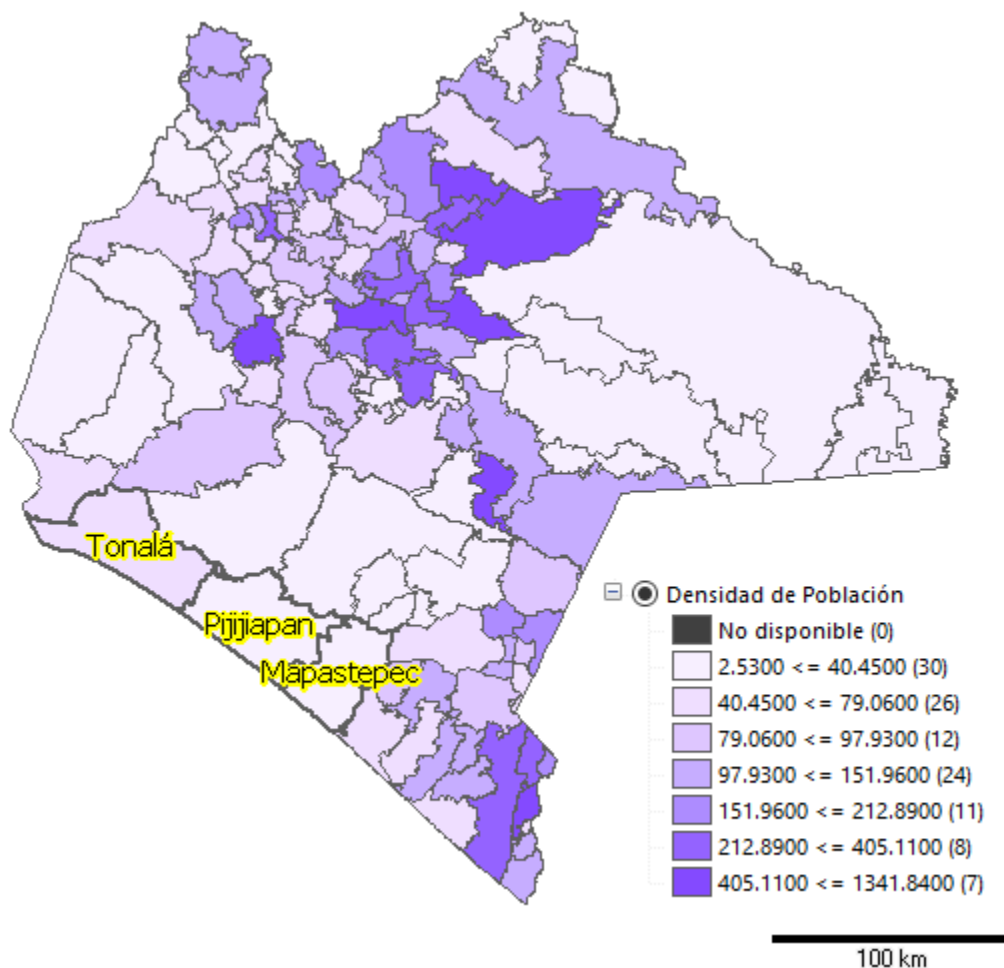 Tonalá
Pijijiapan
Mapastepec
Densidad de Población
No disponible (0)
2.5300 <= 40.4500 (30)
40.4500 <= 79.0600 (26)
79.0600 <= 97.9300 (12)
97.9300 <= 151.9600 (24)
151.9600 <= 212.8900 (11)
212.8900 <= 405.1100 (8)
405.1100 <= 1341.8400 (7)
100 km